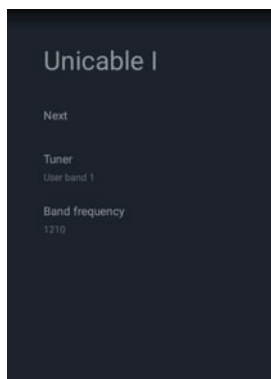 Unicable I
Next
Tuner
User band 1
Band frequency
1210